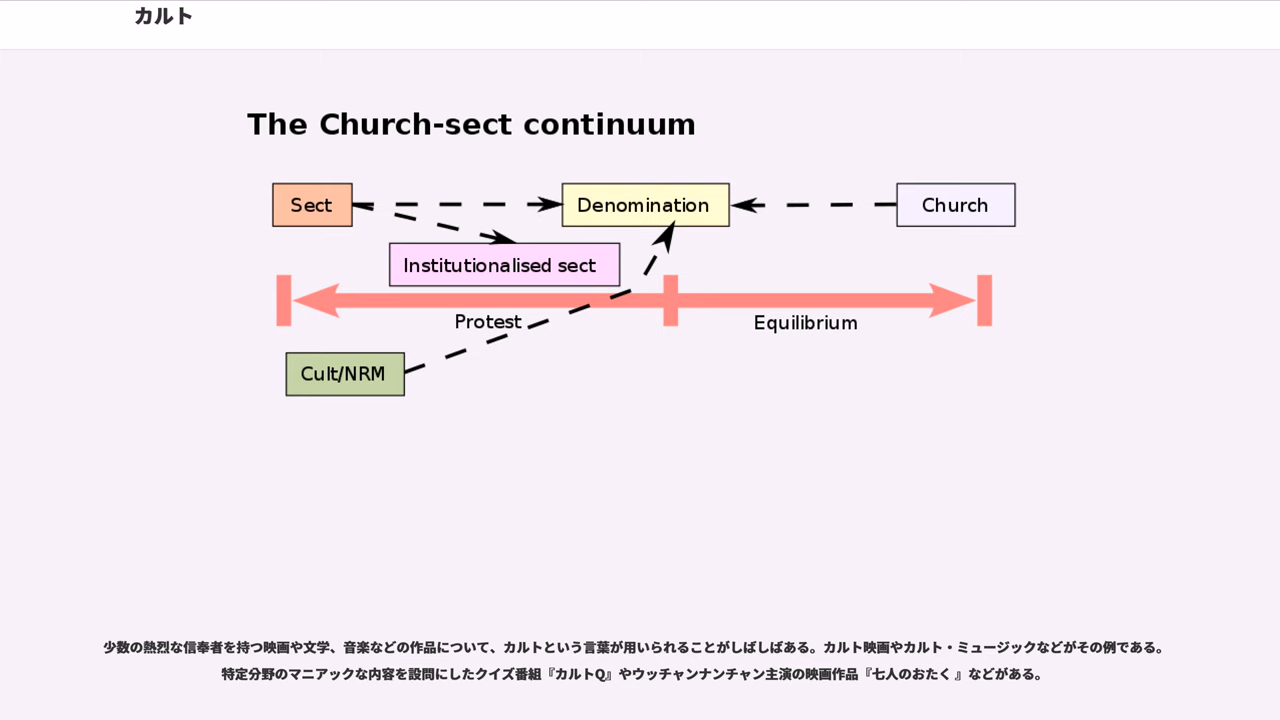 カルト
The Church-sect continuum
Sect
Denomination
Church
Institutionalised sect
Protest
Equilibrium
Cult/NRM
少数の熱烈な信奉者を持つ映画や文学、音楽などの作品について、カルトという言葉が用いられることがしばしばある。カルト映画やカルト・ミュージックなどがその例である。
特定分野のマニアックな内容を設問にしたクイズ番組『カルトQ』やウッチャンナンチャン主演の映画作品『七人のおたく 』などがある。